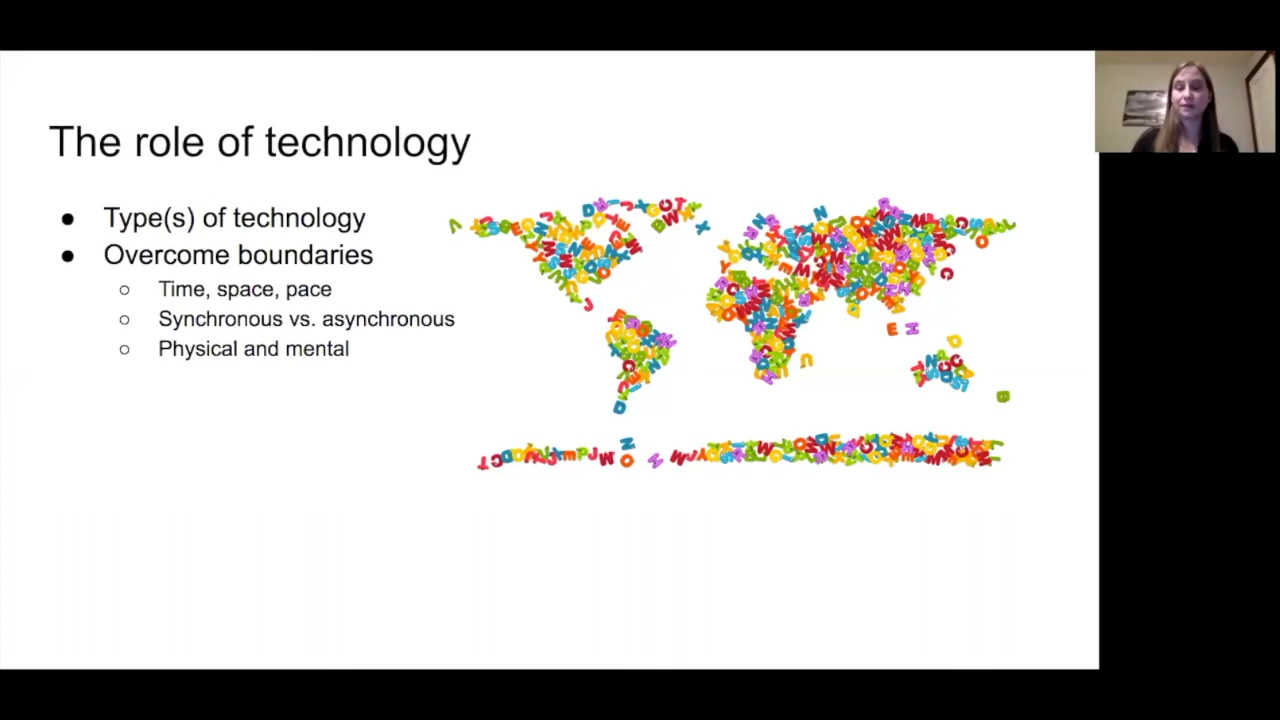 The role of technology
● Type(s) of technology
● Overcome boundaries
○ Time, space, pace
○ Synchronous vs. asynchronous
○ Physical and mental